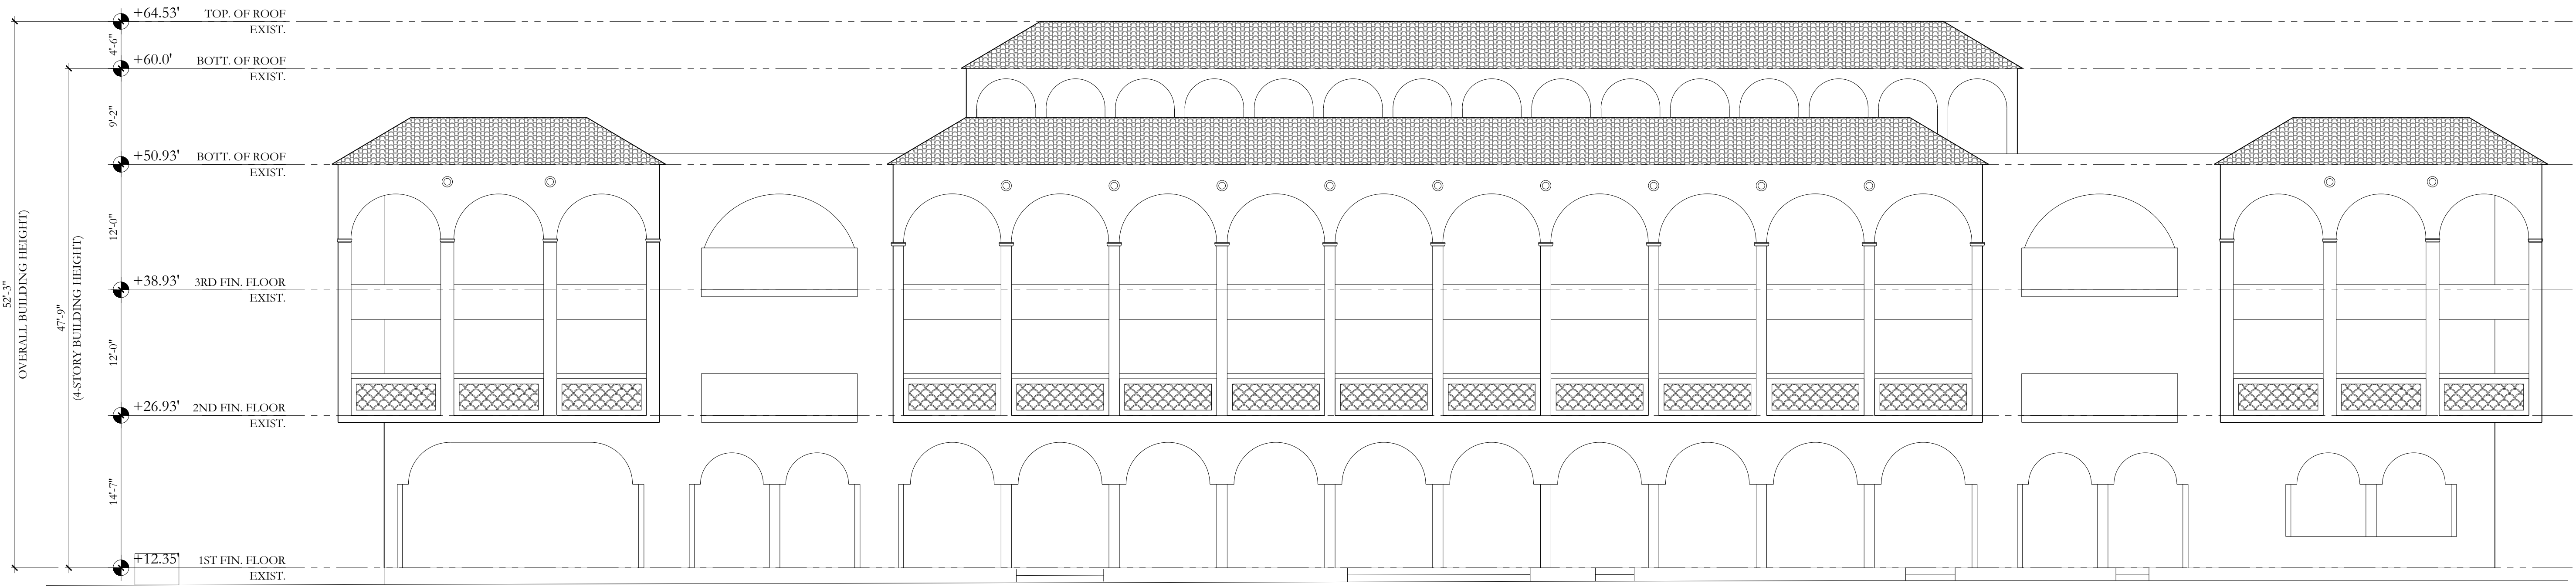 +64.53' TOP. OF ROOF
EXIST.
4'-6"
+60.0' BOTT. OF ROOF
EXIST.
9'-2"
+50.93' BOTT. OF ROOF
EXIST.
12'-0"
+38.93' 3RD FIN. FLOOR
EXIST.
12'-0"
+26.93' 2ND FIN. FLOOR
EXIST.
14'-7"
+12.35' 1ST FIN. FLOOR
EXIST.
52'-3"
OVERALL BUILDING HEIGHT)
47'-9"
(4-STORY BUILDING HEIGHT)